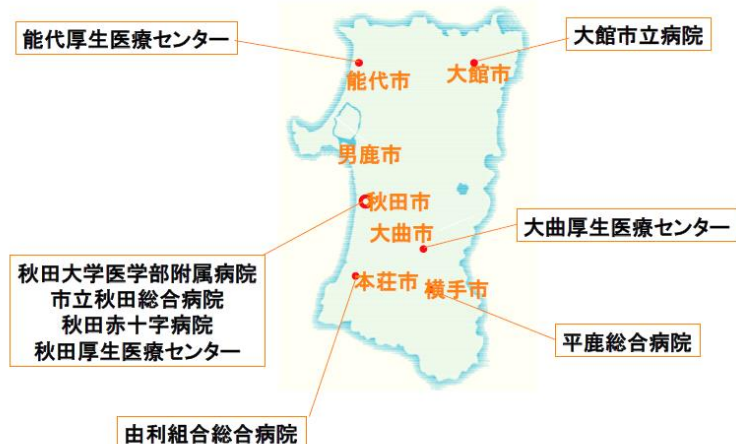 能代厚生医療センター
大館市立病院
能代市
大館市
男鹿市
秋田市
大曲市
大曲厚生医療センター
秋田大学医学部附属病院
市立秋田総合病院
秋田赤十字病院
秋田厚生医療センター
本荘市
横手市
平鹿総合病院
由利組合総合病院